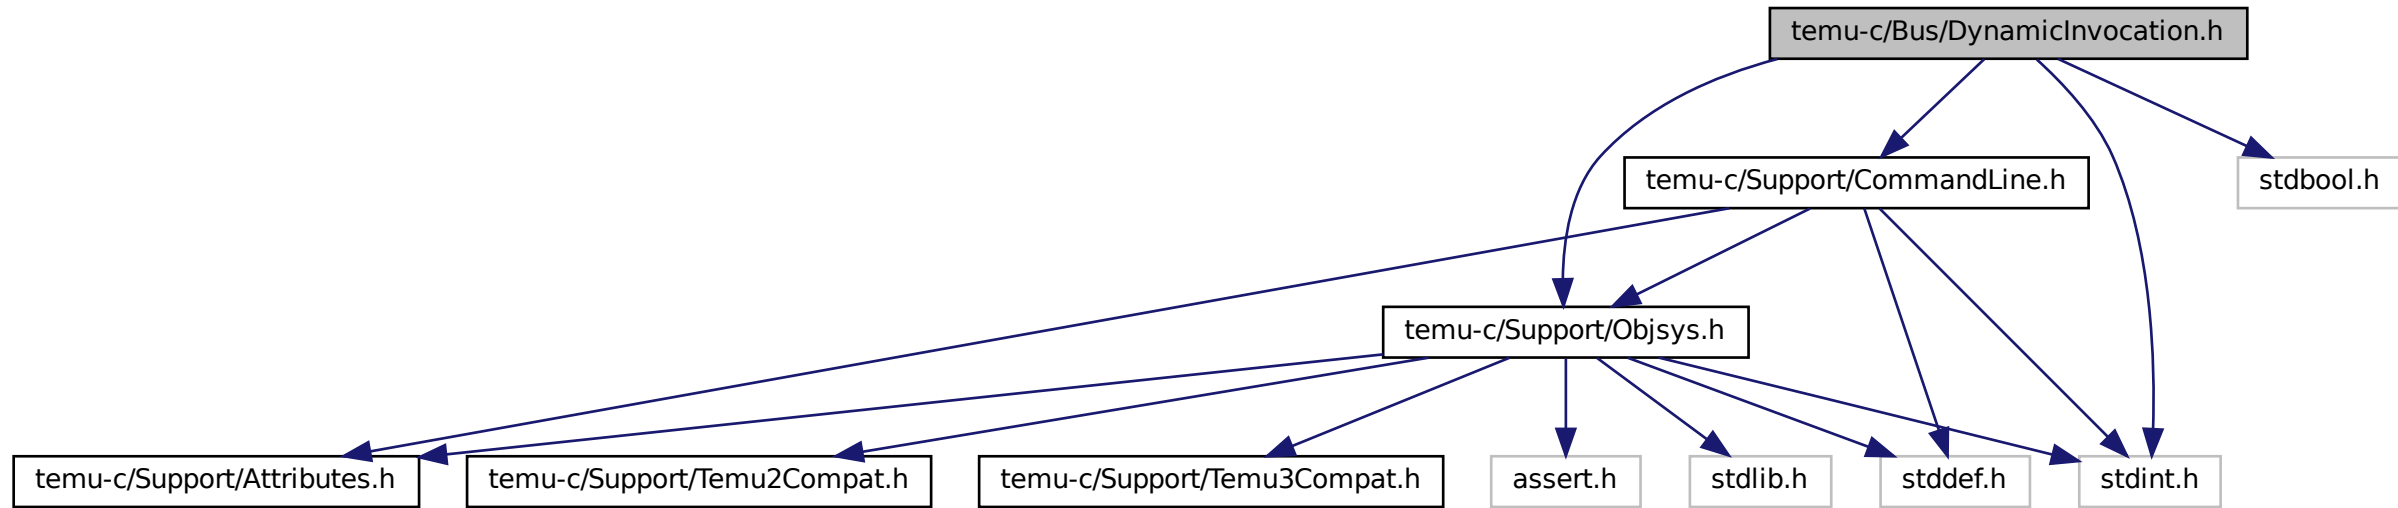 temu-c/Bus/DynamicInvocation.h
temu-c/Support/CommandLine.h
stdbool.h
temu-c/Support/Objsys.h
temu-c/Support/Attributes.h
temu-c/Support/Temu2Compat.h
temu-c/Support/Temu3Compat.h
assert.h
stdlib.h
stddef.h
stdint.h